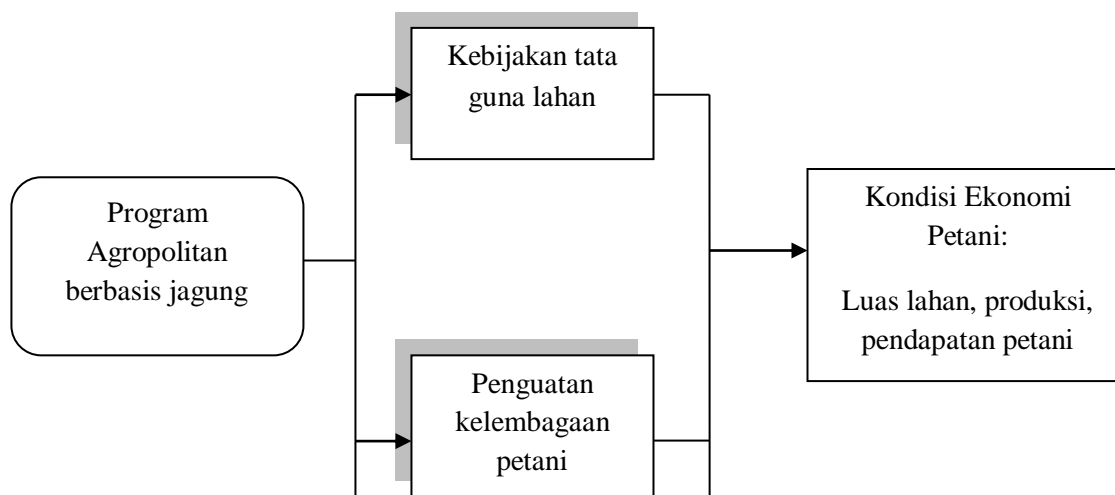 Kebijakan tata
guna lahan
Program
Agropolitan
berbasis jagung
Kondisi Ekonomi
Petani:
Luas lahan, produksi,
pendapatan petani
Penguatan
kelembagaan
petani